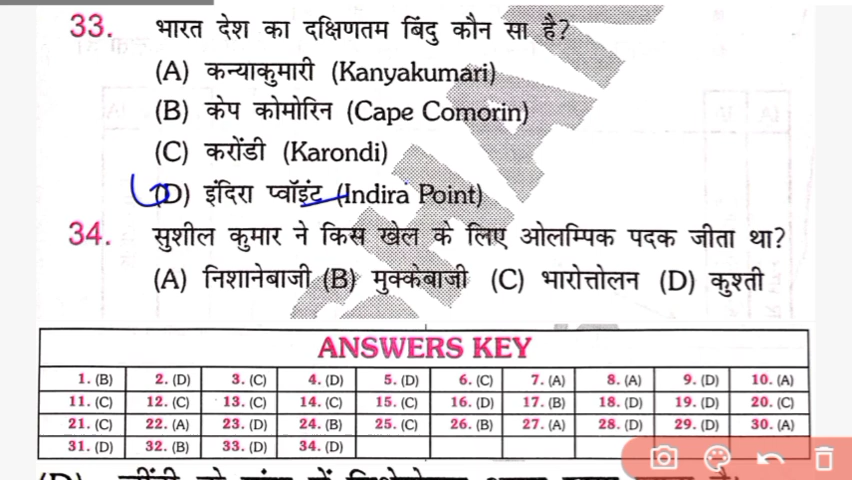 33. भारत देश का दक्षिणतम बिंदु कौन सा है?
(A) कन्याकुमारी (Kanyakumari)
(B) केप कोमोरिन (Cape Comorin)
(C) करोंडी (Karondi)
(D) इंदिरा प्वॉइंट (Indira Point)
34. सुशील कुमार ने किस खेल के लिए ओलम्पिक पदक जीता था?
(A) निशानेबाजी (B) मुक्केबाजी (C) भारोत्तोलन (D) कुश्ती
ANSWERS KEY
1. (B) 2. (D) 3. (C) 4. (D) 5. (D) 6. (C) 7. (A) 8. (A) 9. (D) 10. (A)
11. (C) 12. (C) 13. (C) 14. (C) 15. (C) 16. (D) 17. (B) 18. (D) 19. (D) 20. (C)
21. (C) 22. (A) 23. (D) 24. (B) 25. (C) 26. (B) 27. (A) 28. (D) 29. (D) 30. (A)
31. (D) 32. (B) 33. (D) 34. (D)